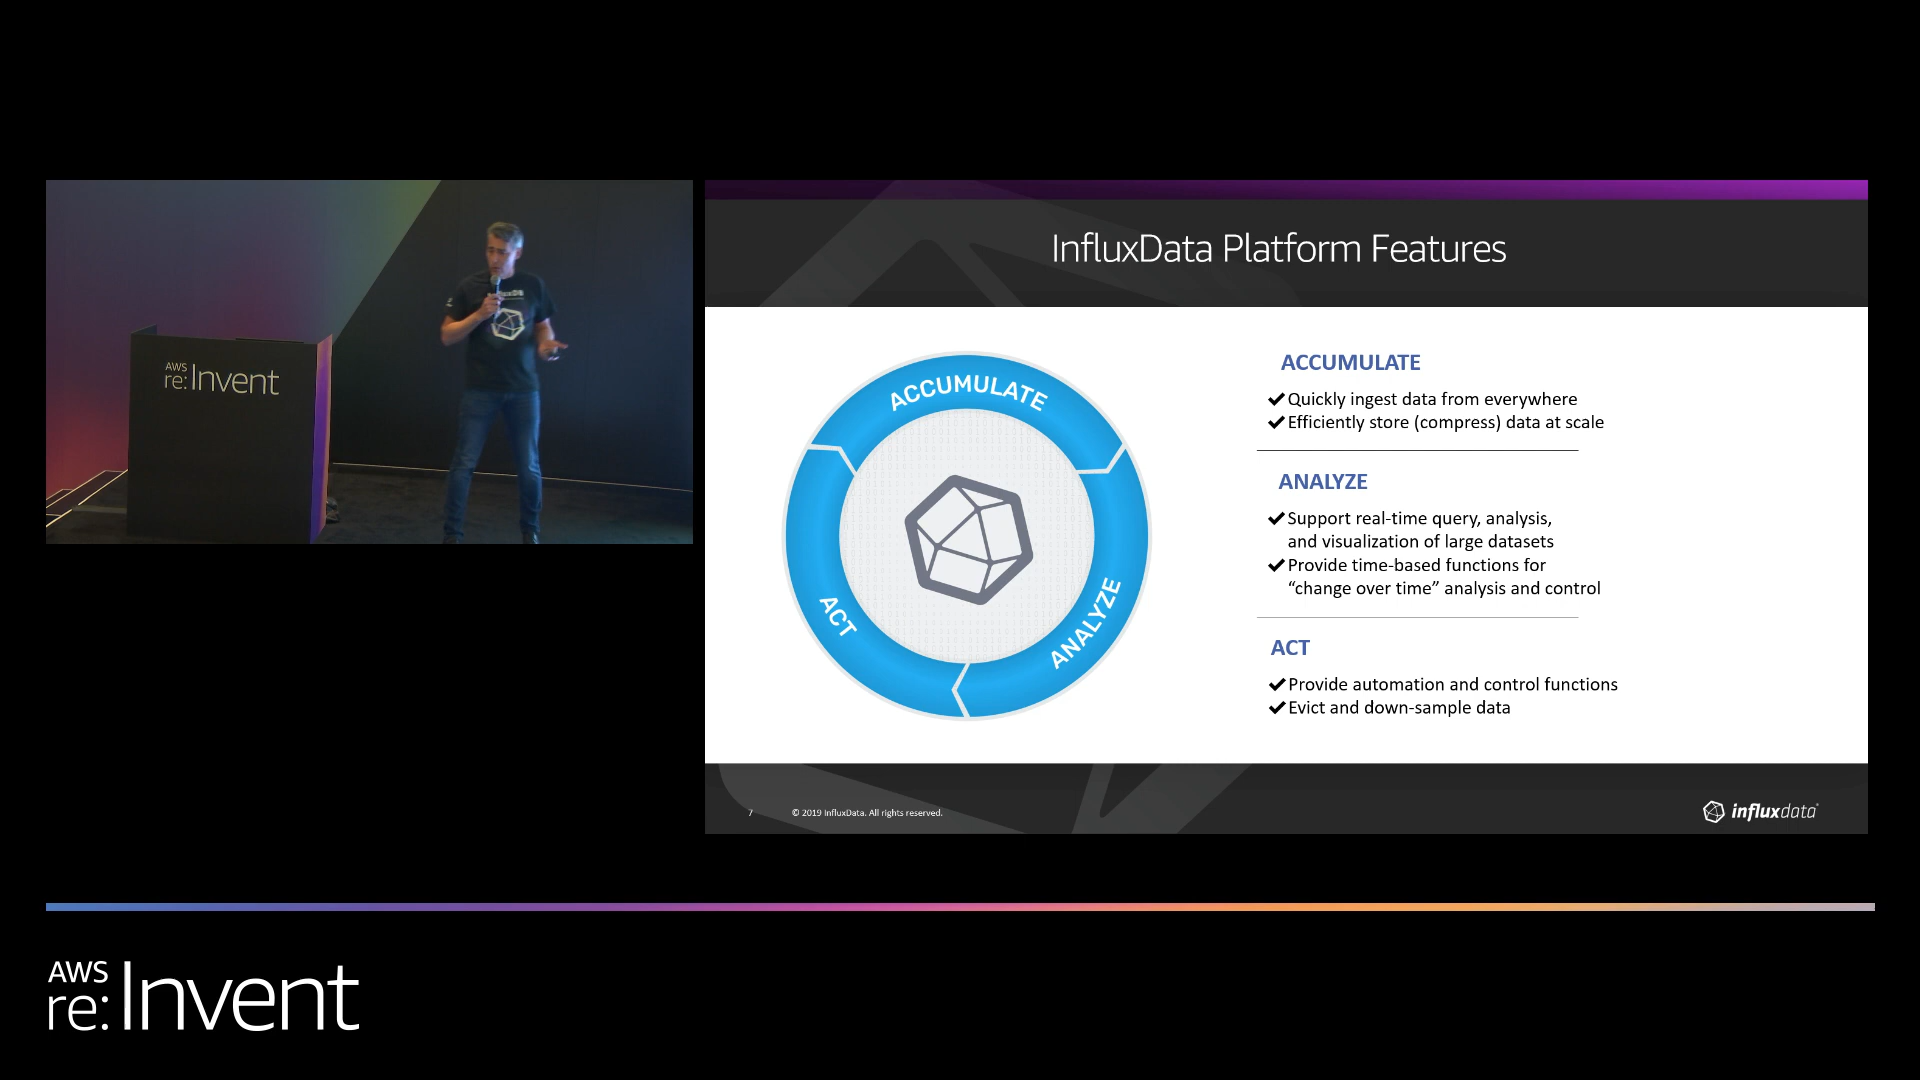 AWS
re:Invent
InfluxData Platform Features
ACCUMULATE
ANALYZE
ACT
ACCUMULATE
Quickly ingest data from everywhere
Efficiently store (compress) data at scale
ANALYZE
Support real-time query, analysis,
and visualization of large datasets
Provide time-based functions for
“change over time” analysis and control
ACT
Provide automation and control functions
Evict and down-sample data
7
© 2019 InfluxData. All rights reserved.
influxdata
AWS
re:Invent